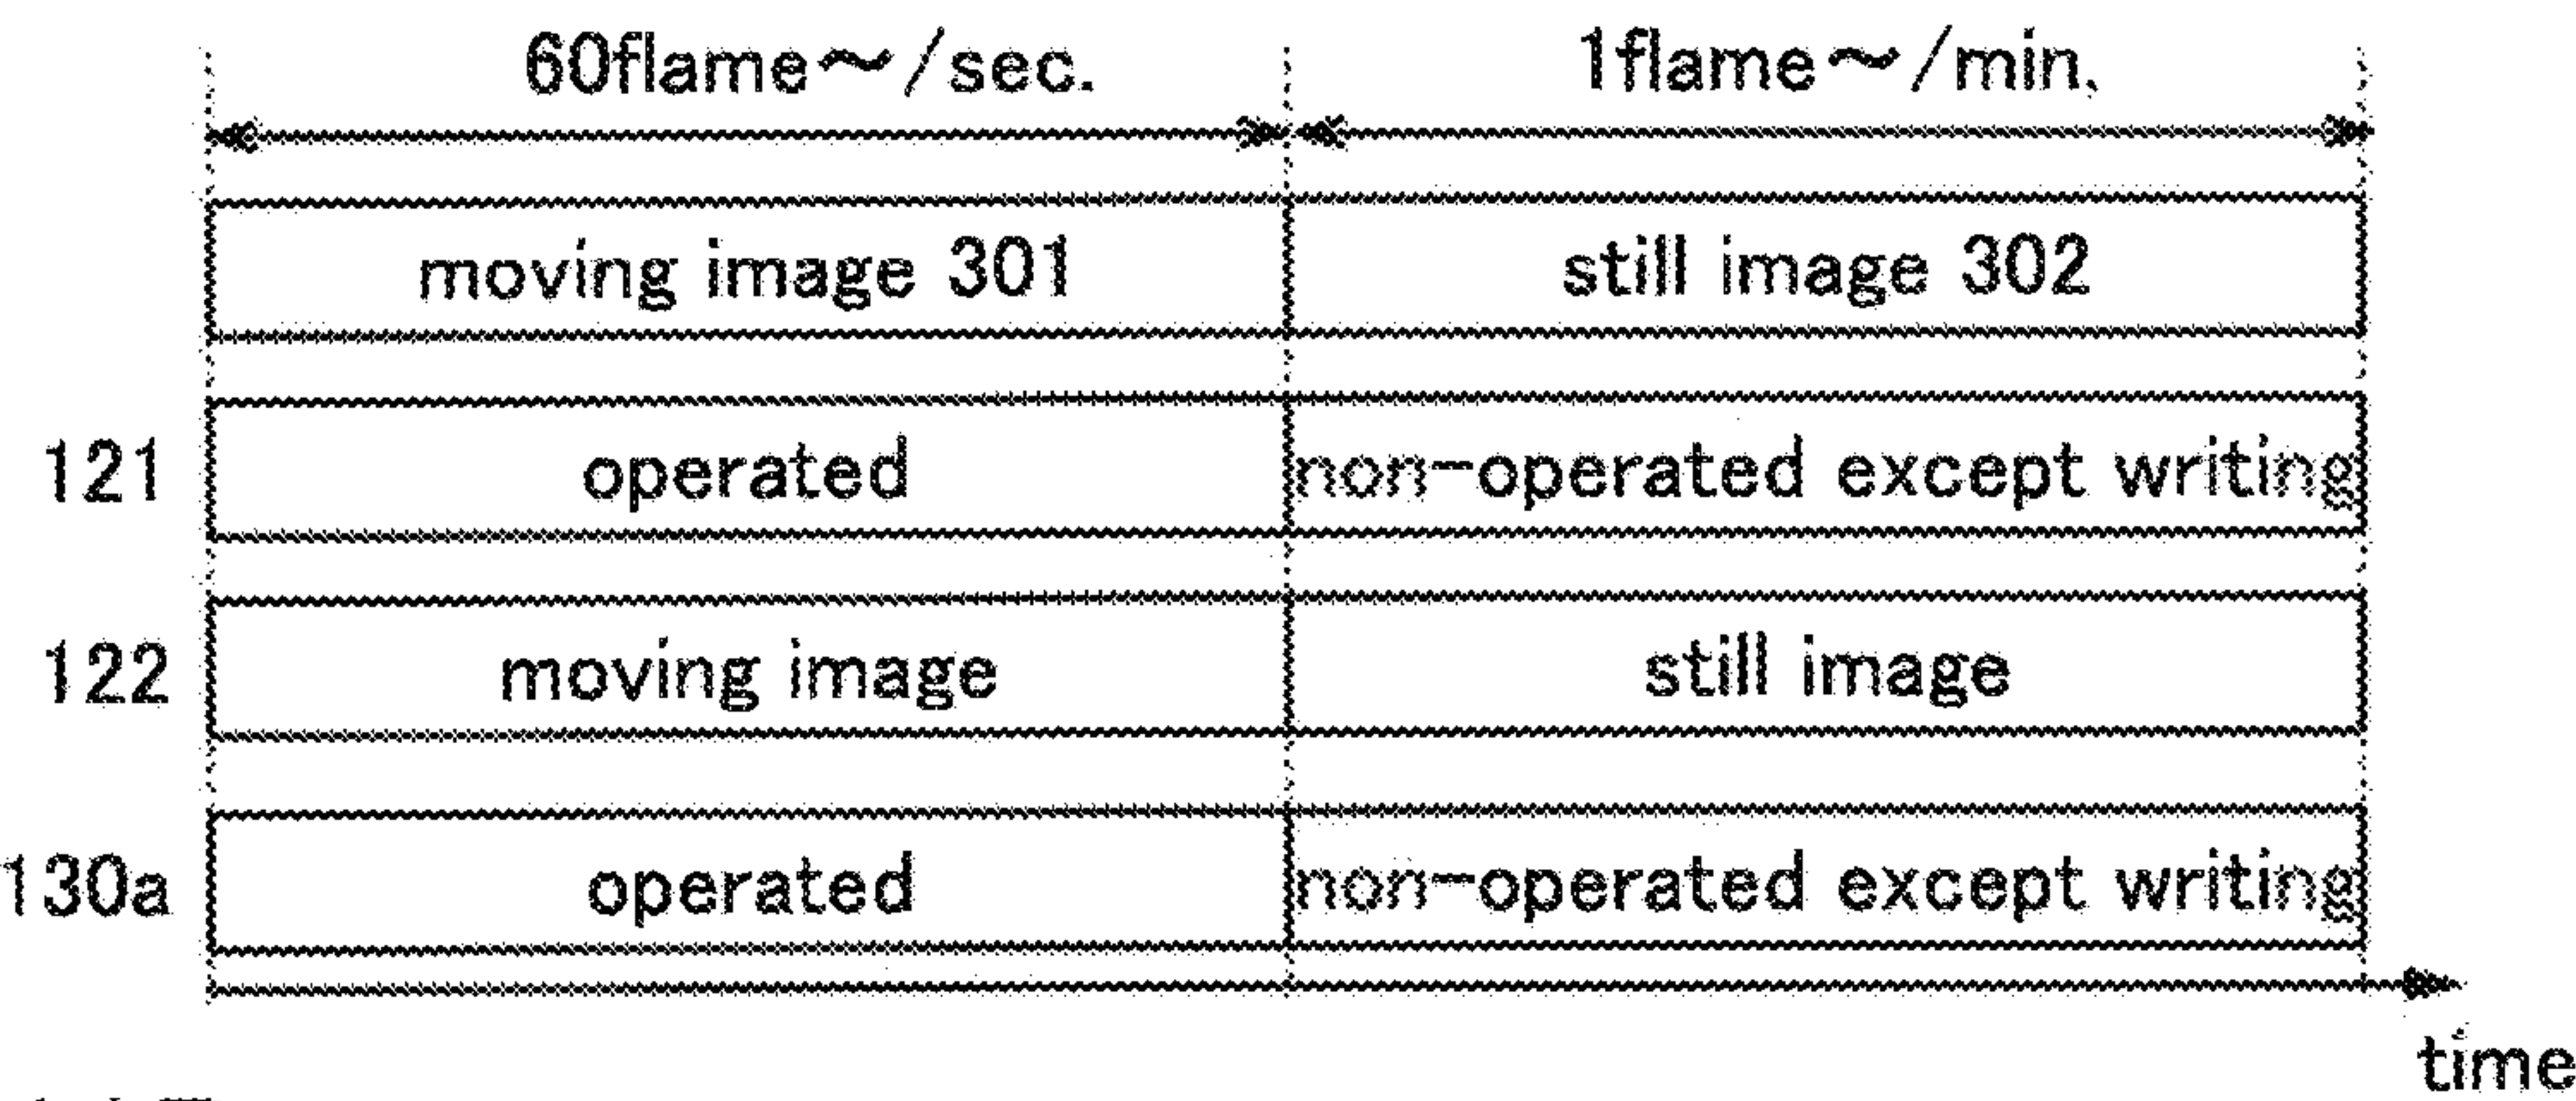 60flame～/sec. 1flame～/min.
moving image 301 still image 302
121 operated non-operated except writing
122 moving image still image
130a operated non-operated except writing
time